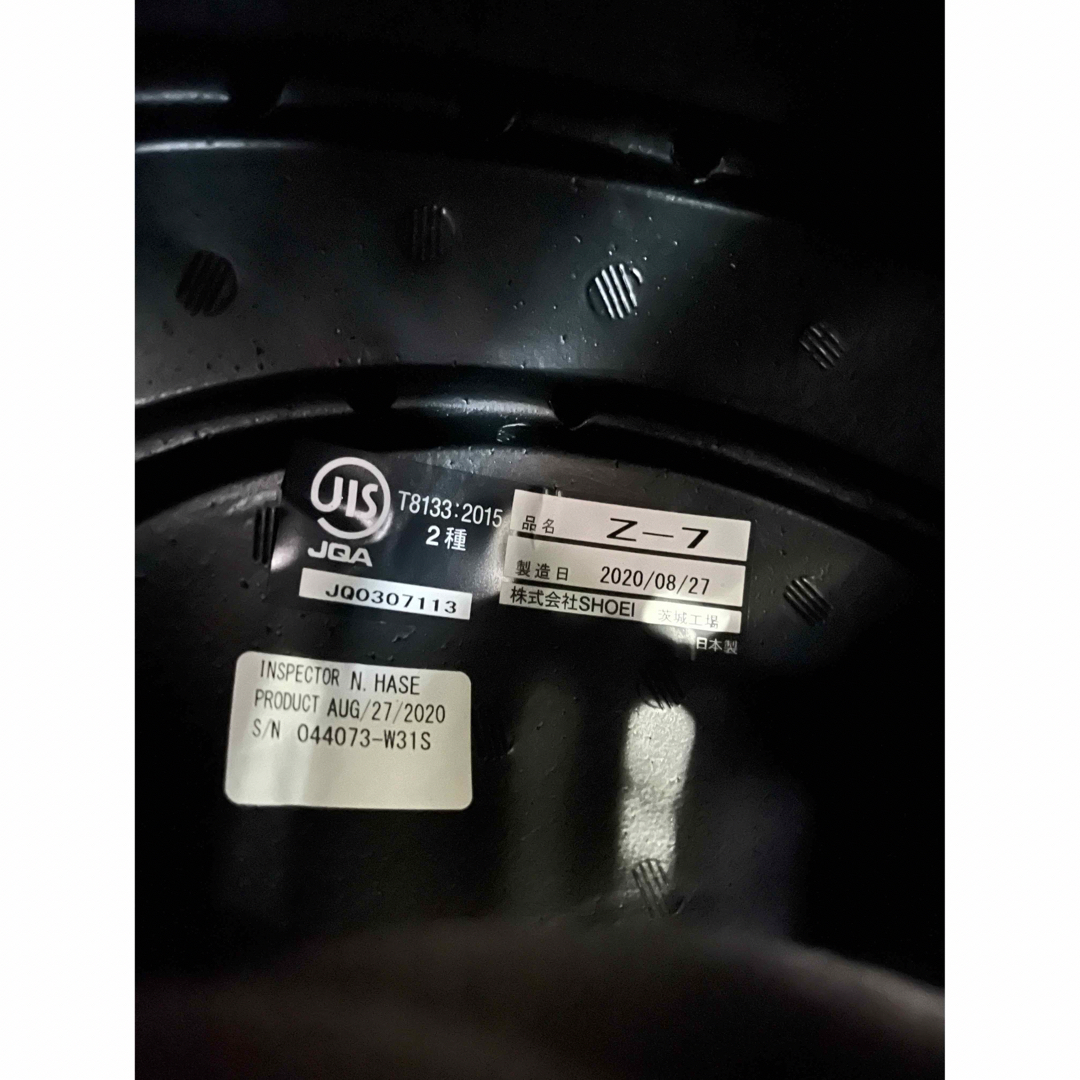 JIS
JQA
T8133:2015
2種
JQ0307113
品名 Z-7
製造日 2020/08/27
株式会社SHOEI 茨城工場
日本製
INSPECTOR N. HASE
PRODUCT AUG/27/2020
S/N 044073-W31S